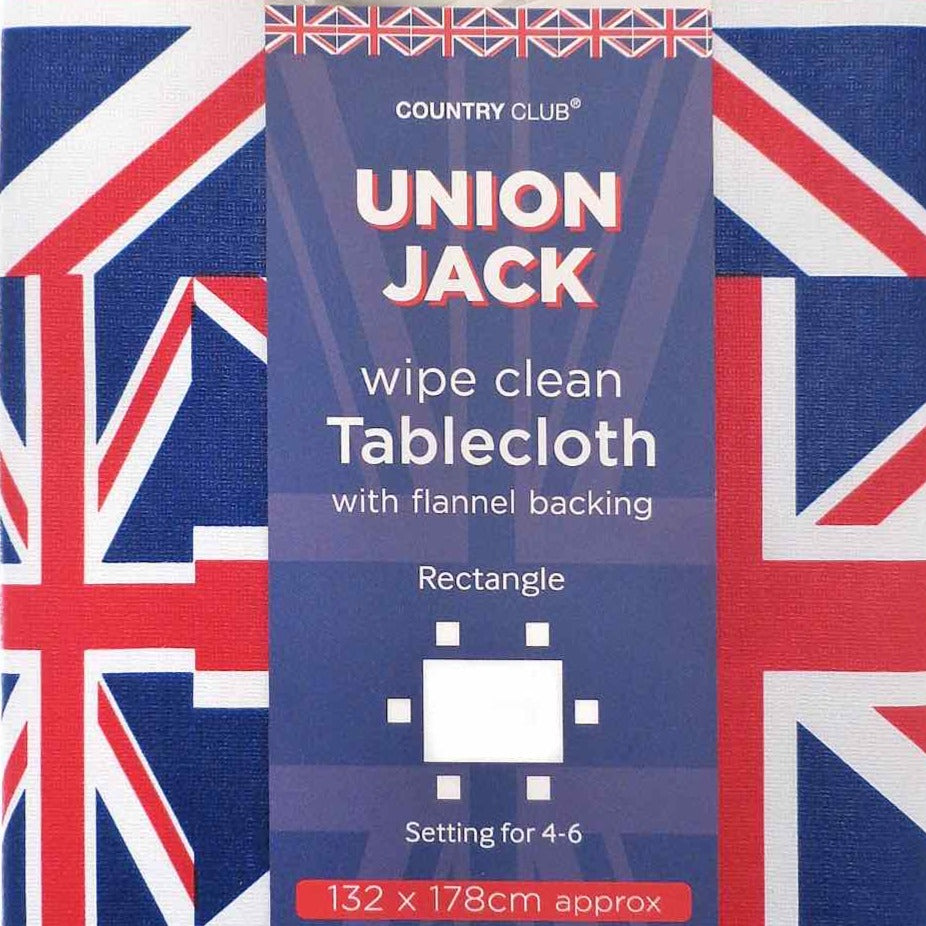 COUNTRY CLUB®
UNION
JACK
wipe clean
Tablecloth
with flannel backing
Rectangle
Setting for 4-6
132 x 178cm approx